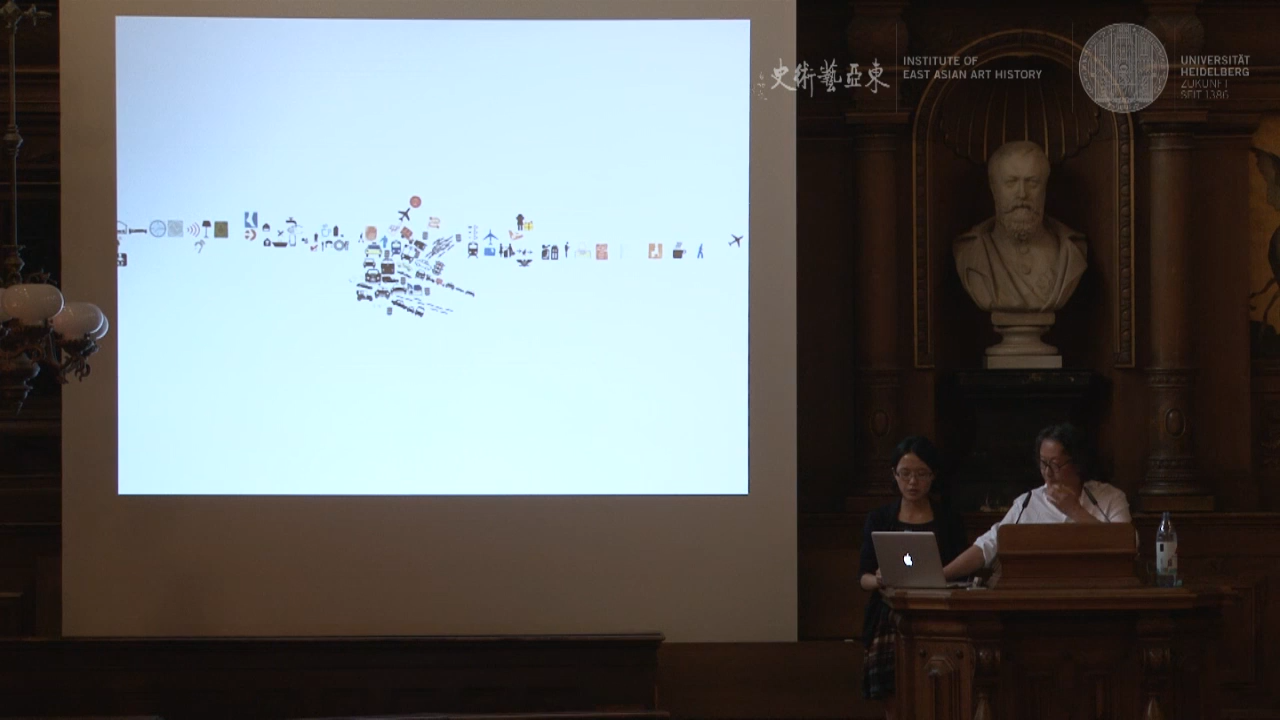 史術藝亞東
INSTITUTE OF
EAST ASIAN ART HISTORY
UNIVERSITÄT
HEIDELBERG
ZUKUNFT
SEIT 1386